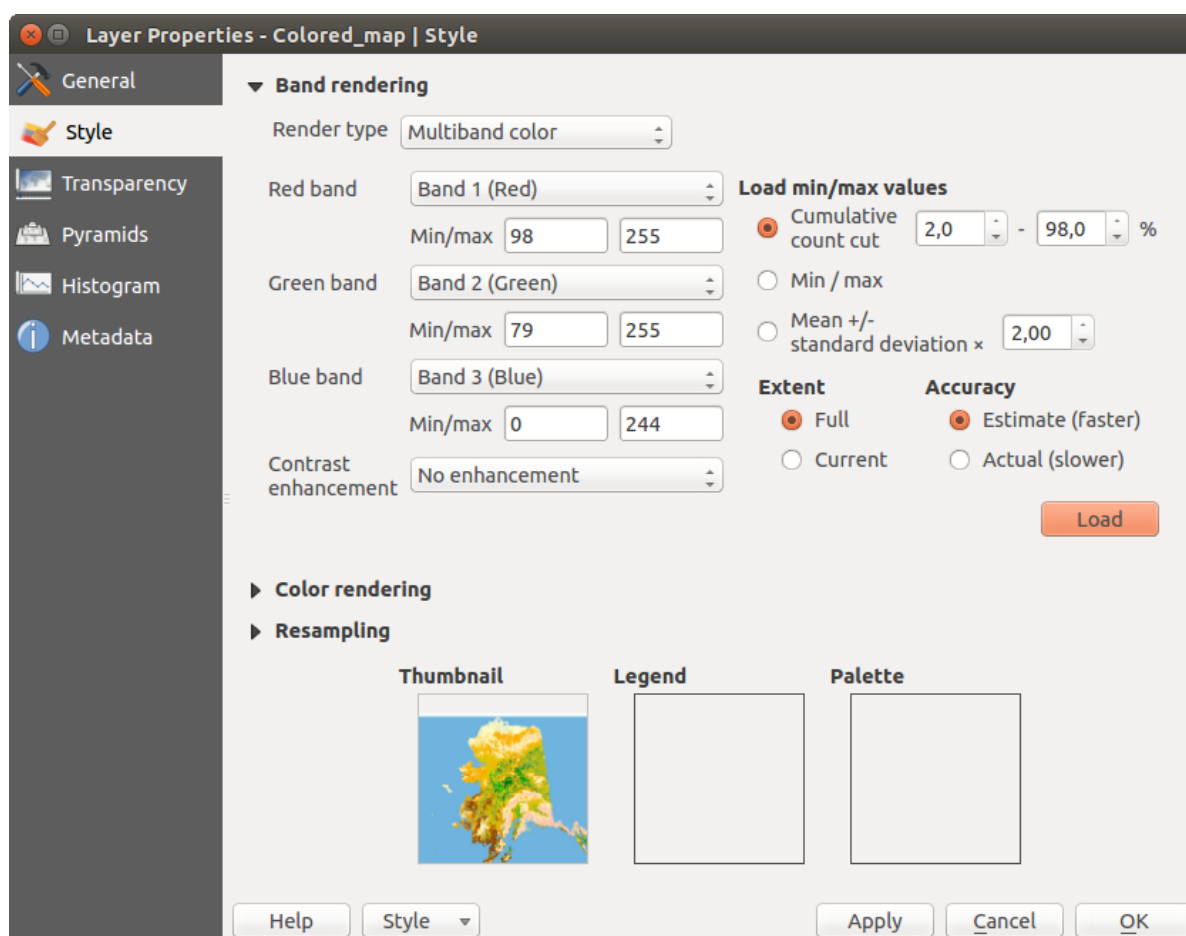 Layer Properties - Colored_map | Style
General
Style
Transparency
Pyramids
Histogram
Metadata
Band rendering
Render type Multiband color
Red band Band 1 (Red)
Min/max 98 255
Green band Band 2 (Green)
Min/max 79 255
Blue band Band 3 (Blue)
Min/max 0 244
Contrast
enhancement No enhancement
Load min/max values
Cumulative
count cut 2,0 - 98,0 %
Min / max
Mean +/-
standard deviation × 2,00
Extent Accuracy
Full Estimate (faster)
Current Actual (slower)
Load
Color rendering
Resampling
Thumbnail Legend Palette
Help Style Apply Cancel OK